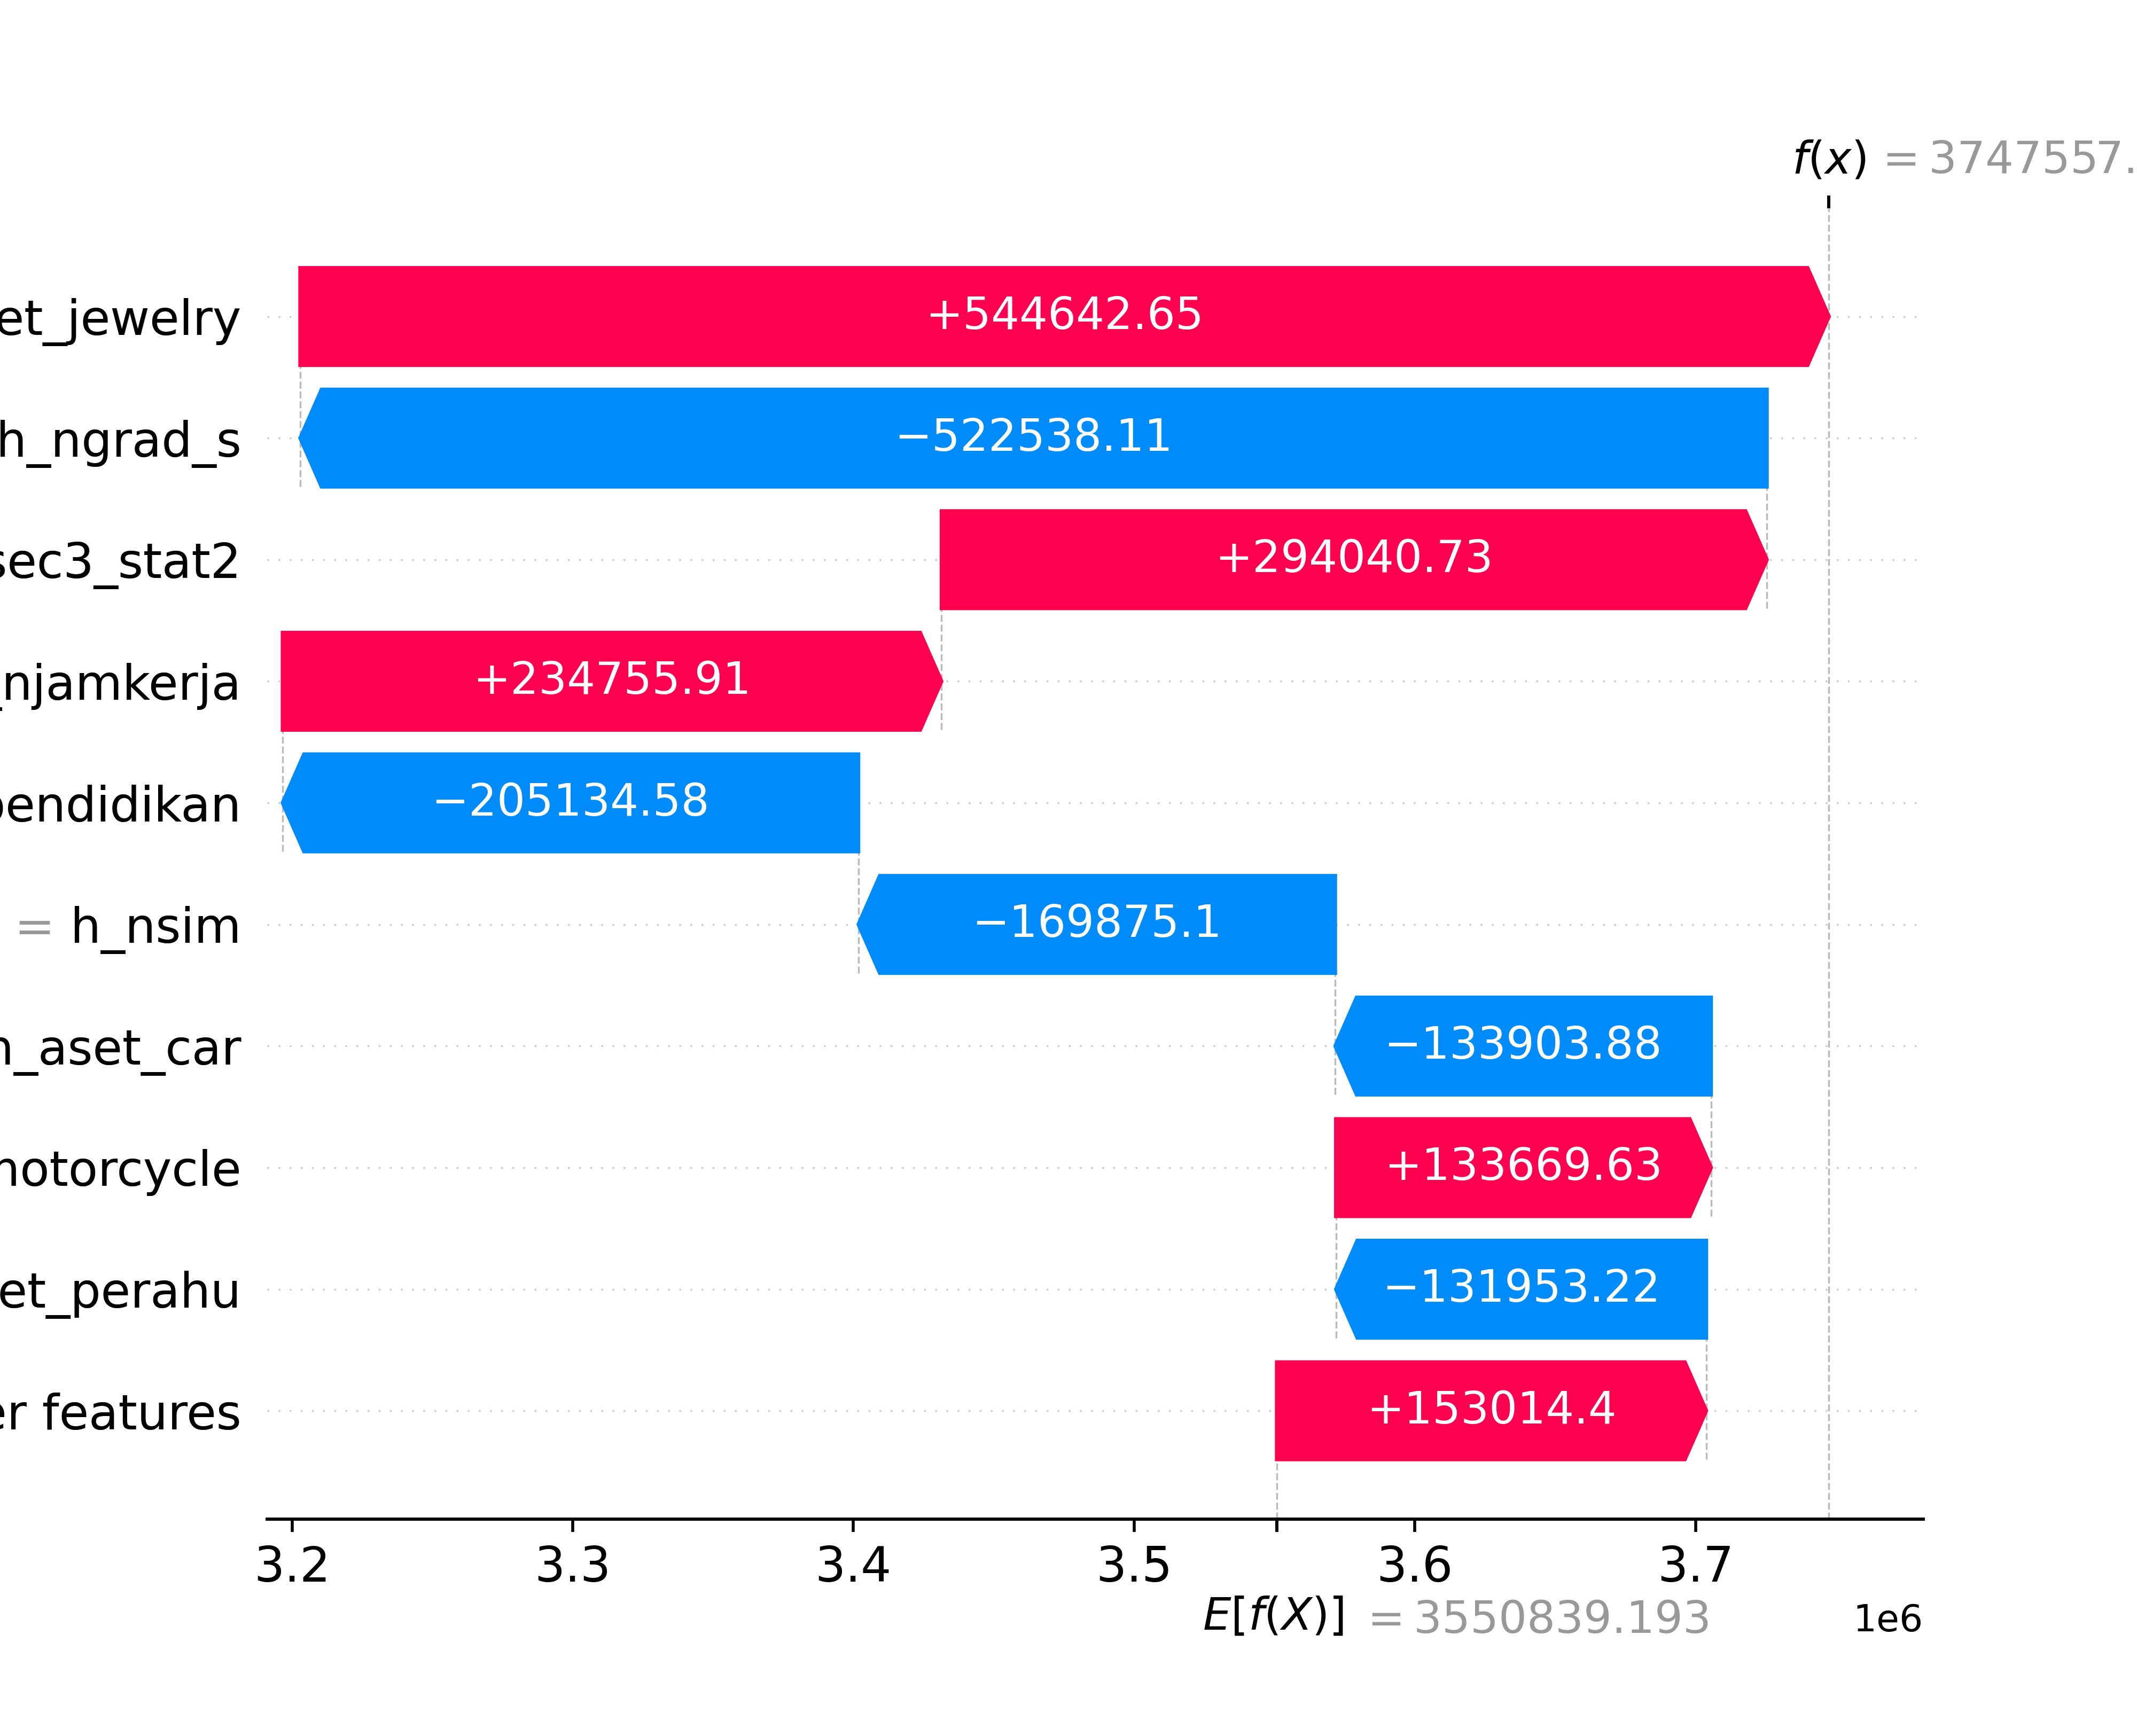 f(x) = 3747557.
et_jewelry +544642.65
h_ngrad_s −522538.11
sec3_stat2 +294040.73
_njamkerja +234755.91
pendidikan −205134.58
= h_nsim −169875.1
_aset_car −133903.88
otorcycle +133669.63
et_perahu −131953.22
er features +153014.4
3.2 3.3 3.4 3.5 3.6 3.7
E[f(X)] = 3550839.193 1e6